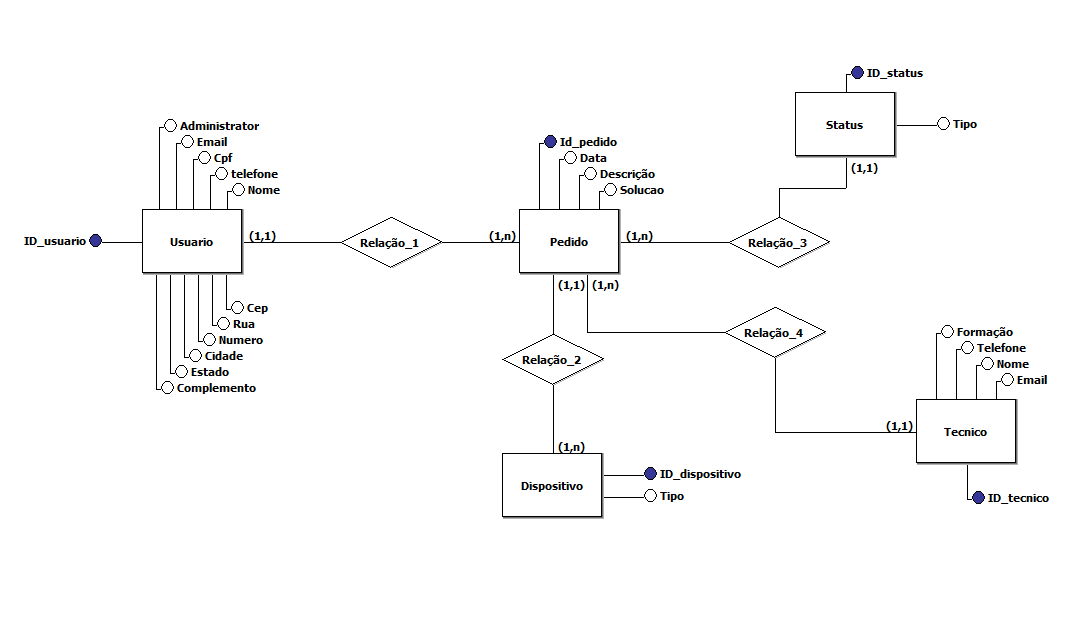 ID_status
Status
Tipo
(1,1)
Administrator
Email
Cpf
telefone
Nome
ID_usuario
Usuario
(1,1)
Relação_1
(1,n)
Id_pedido
Data
Descrição
Solucao
Pedido
(1,n)
Relação_3
(1,1)
(1,n)
Cep
Rua
Numero
Cidade
Estado
Complemento
Relação_2
Relação_4
Formação
Telefone
Nome
Email
(1,1)
Tecnico
(1,n)
Dispositivo
ID_dispositivo
Tipo
ID_tecnico